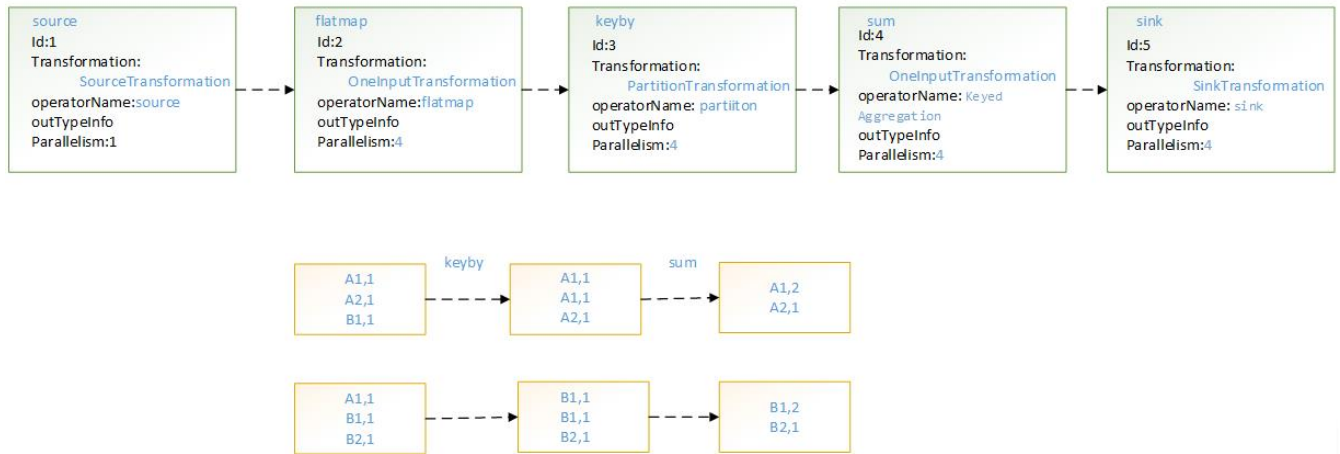 source
Id:1
Transformation:
SourceTransformation
operatorName:source
outTypeInfo
Parallelism:1
flatmap
Id:2
Transformation:
OneInputTransformation
operatorName:flatmap
outTypeInfo
Parallelism:4
keyby
Id:3
Transformation:
PartitionTransformation
operatorName: partiiton
outTypeInfo
Parallelism:4
sum
Id:4
Transformation:
OneInputTransformation
operatorName: Keyed
Aggregation
outTypeInfo
Parallelism:4
sink
Id:5
Transformation:
SinkTransformation
operatorName: sink
outTypeInfo
Parallelism:4
A1,1
A2,1
B1,1
keyby
A1,1
A1,1
A2,1
sum
A1,2
A2,1
A1,1
B1,1
B2,1
B1,1
B1,1
B2,1
B1,2
B2,1